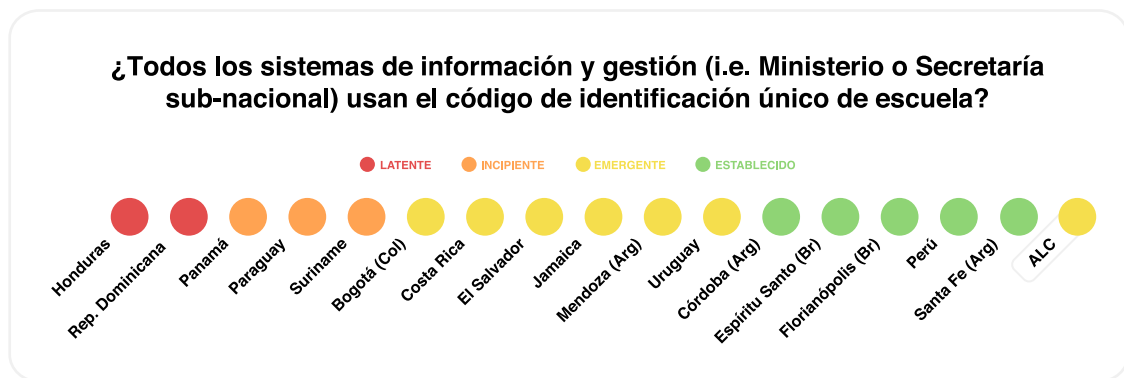 ¿Todos los sistemas de información y gestión (i.e. Ministerio o Secretaría
sub-nacional) usan el código de identificación único de escuela?
LATENTE INCIPIENTE EMERGENTE ESTABLECIDO
Honduras
Rep. Dominicana
Panamá
Paraguay
Suriname
Bogotá (Col)
Costa Rica
El Salvador
Jamaica
Mendoza (Arg)
Uruguay
Córdoba (Arg)
Espíritu Santo (Br)
Florianópolis (Br)
Perú
Santa Fe (Arg)
ALC